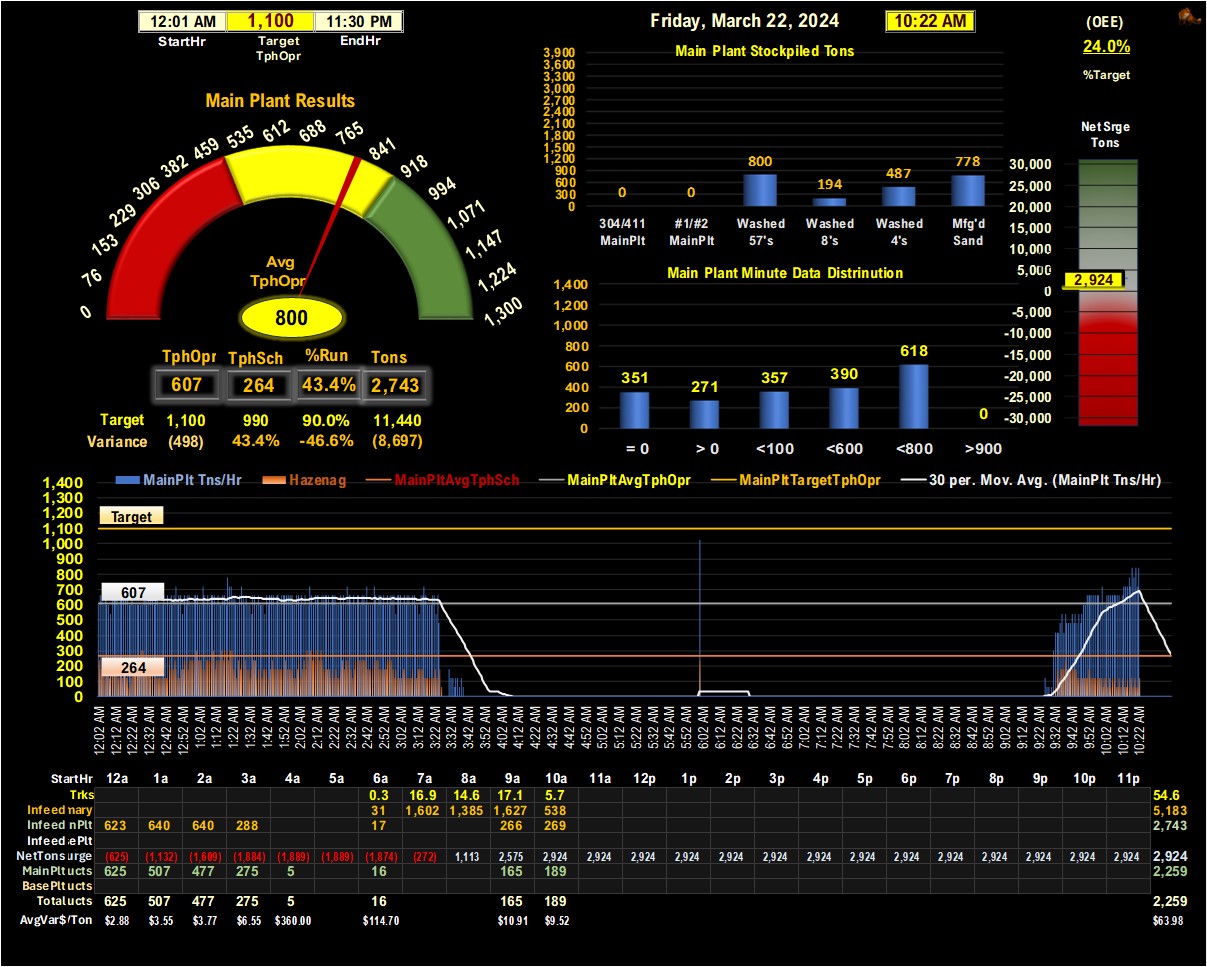 12:01 AM 1,100 11:30 PM
StartHr Target TphOpr EndHr
Friday, March 22, 2024
10:22 AM
(OEE)
24.0%
%Target
Main Plant Results
0 76 153 229 306 382 459 535 612 688 765 841 918 994 1,071 1,147 1,224 1,300
Avg
TphOpr
800
TphOpr TphSch %Run Tons
607 264 43.4% 2,743
Target 1,100 990 90.0% 11,440
Variance (498) 43.4% -46.6% (8,697)
Main Plant Stockpiled Tons
3,900
3,600
3,300
3,000
2,700
2,400
2,100
1,800
1,500
1,200
900
600
300
0
0 0 800 194 487 778
304/411 #1/#2 Washed Washed Washed Mfg'd
MainPlt MainPlt 57's 8's 4's Sand
Main Plant Minute Data Distrinution
1,400
1,200
1,000
800
600
400
200
0
351 271 357 390 618 0
= 0 > 0 <100 <600 <800 >900
Net Srge
Tons
30,000
25,000
20,000
15,000
10,000
5,000
2,924
0
-5,000
-10,000
-15,000
-20,000
-25,000
-30,000
MainPlt Tns/Hr Hazenag MainPltAvgTphSch MainPltAvgTphOpr MainPltTargetTphOpr 30 per. Mov. Avg. (MainPlt Tns/Hr)
1,400
1,300
1,200
Target
1,100
1,000
900
800
700
607
600
500
400
300
264
200
100
0
12:02 AM 12:12 AM 12:22 AM 12:32 AM 12:42 AM 12:52 AM 1:02 AM 1:12 AM 1:22 AM 1:32 AM 1:42 AM 1:52 AM 2:02 AM 2:12 AM 2:22 AM 2:32 AM 2:42 AM 2:52 AM 3:02 AM 3:12 AM 3:22 AM 3:32 AM 3:42 AM 3:52 AM 4:02 AM 4:12 AM 4:22 AM 4:32 AM 4:42 AM 4:52 AM 5:02 AM 5:12 AM 5:22 AM 5:32 AM 5:42 AM 5:52 AM 6:02 AM 6:12 AM 6:22 AM 6:32 AM 6:42 AM 6:52 AM 7:02 AM 7:12 AM 7:22 AM 7:32 AM 7:42 AM 7:52 AM 8:02 AM 8:12 AM 8:22 AM 8:32 AM 8:42 AM 8:52 AM 9:02 AM 9:12 AM 9:22 AM 9:32 AM 9:42 AM 9:52 AM 10:02 AM 10:12 AM 10:22 AM
StartHr 12a 1a 2a 3a 4a 5a 6a 7a 8a 9a 10a 11a 12p 1p 2p 3p 4p 5p 6p 7p 8p 9p 10p 11p
Trks 0.3 16.9 14.6 17.1 5.7 54.6
Infeed nary 31 1,602 1,385 1,627 538 5,183
Infeed nPlt 623 640 640 288 17 266 269 2,743
Infeed ePlt
NetTons urge (625) (1,132) (1,609) (1,884) (1,889) (1,889) (1,874) (272) 1,113 2,575 2,924 2,924 2,924 2,924 2,924 2,924 2,924 2,924 2,924 2,924 2,924 2,924 2,924 2,924 2,924
MainPlt ucts 625 507 477 275 5 16 165 189 2,259
BasePlt ucts
Total ucts 625 507 477 275 5 16 165 189 2,259
AvgVar$/Ton $2.88 $3.55 $3.77 $6.55 $360.00 $114.70 $10.91 $9.52 $63.98